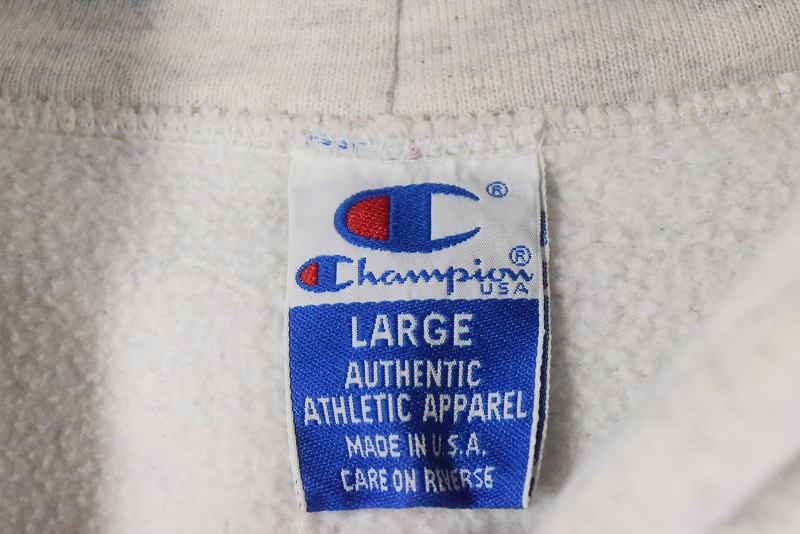 ®
Champion®
USA
LARGE
AUTHENTIC
ATHLETIC APPAREL
MADE IN U.S.A.
CARE ON REVERSE